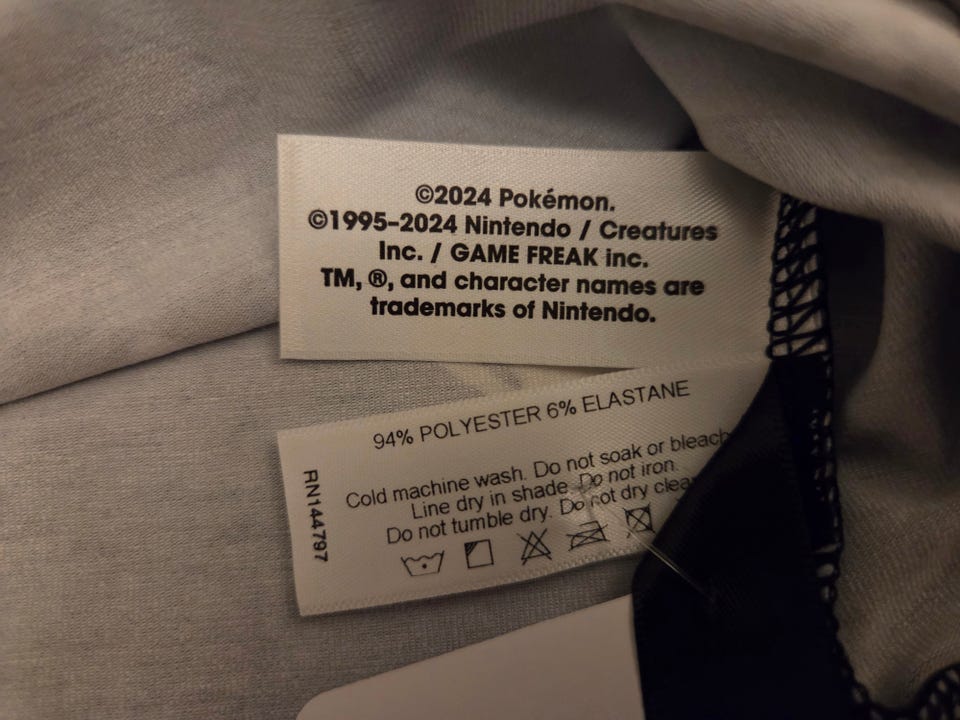 ©2024 Pokémon.
©1995-2024 Nintendo / Creatures
Inc. / GAME FREAK inc.
TM, ®, and character names are
trademarks of Nintendo.
94% POLYESTER 6% ELASTANE
Cold machine wash. Do not soak or bleach
Line dry in shade. Do not iron.
Do not tumble dry. Do not dry clean
RN144797